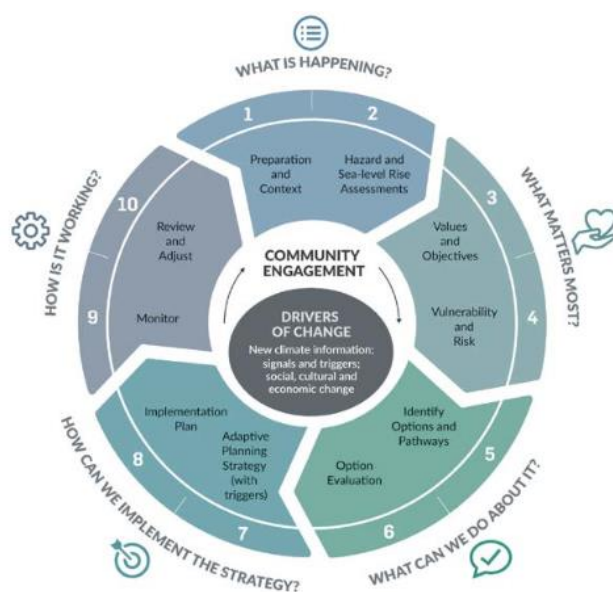 WHAT IS HAPPENING?
1
2
Preparation
and
Context
Hazard and
Sea-level Rise
Assessments
WHAT MATTERS MOST?
3
4
Values
and
Objectives
Vulnerability
and
Risk
WHAT CAN WE DO ABOUT IT?
5
6
Identify
Options and
Pathways
Option
Evaluation
HOW CAN WE IMPLEMENT THE STRATEGY?
7
8
Adaptive
Planning
Strategy
(with
triggers)
Implementation
Plan
HOW IS IT WORKING?
9
10
Monitor
Review
and
Adjust
COMMUNITY
ENGAGEMENT
DRIVERS
OF CHANGE
New climate information:
signals and triggers;
social, cultural and
economic change